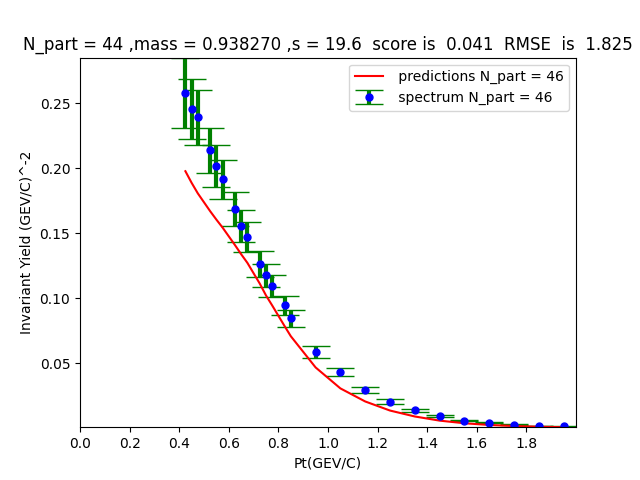 N_part = 44 ,mass = 0.938270 ,s = 19.6  score is  0.041  RMSE  is  1.825
predictions N_part = 46
spectrum N_part = 46
Invariant Yield (GEV/C)^-2
0.25
0.20
0.15
0.10
0.05
0.0 0.2 0.4 0.6 0.8 1.0 1.2 1.4 1.6 1.8
Pt(GEV/C)